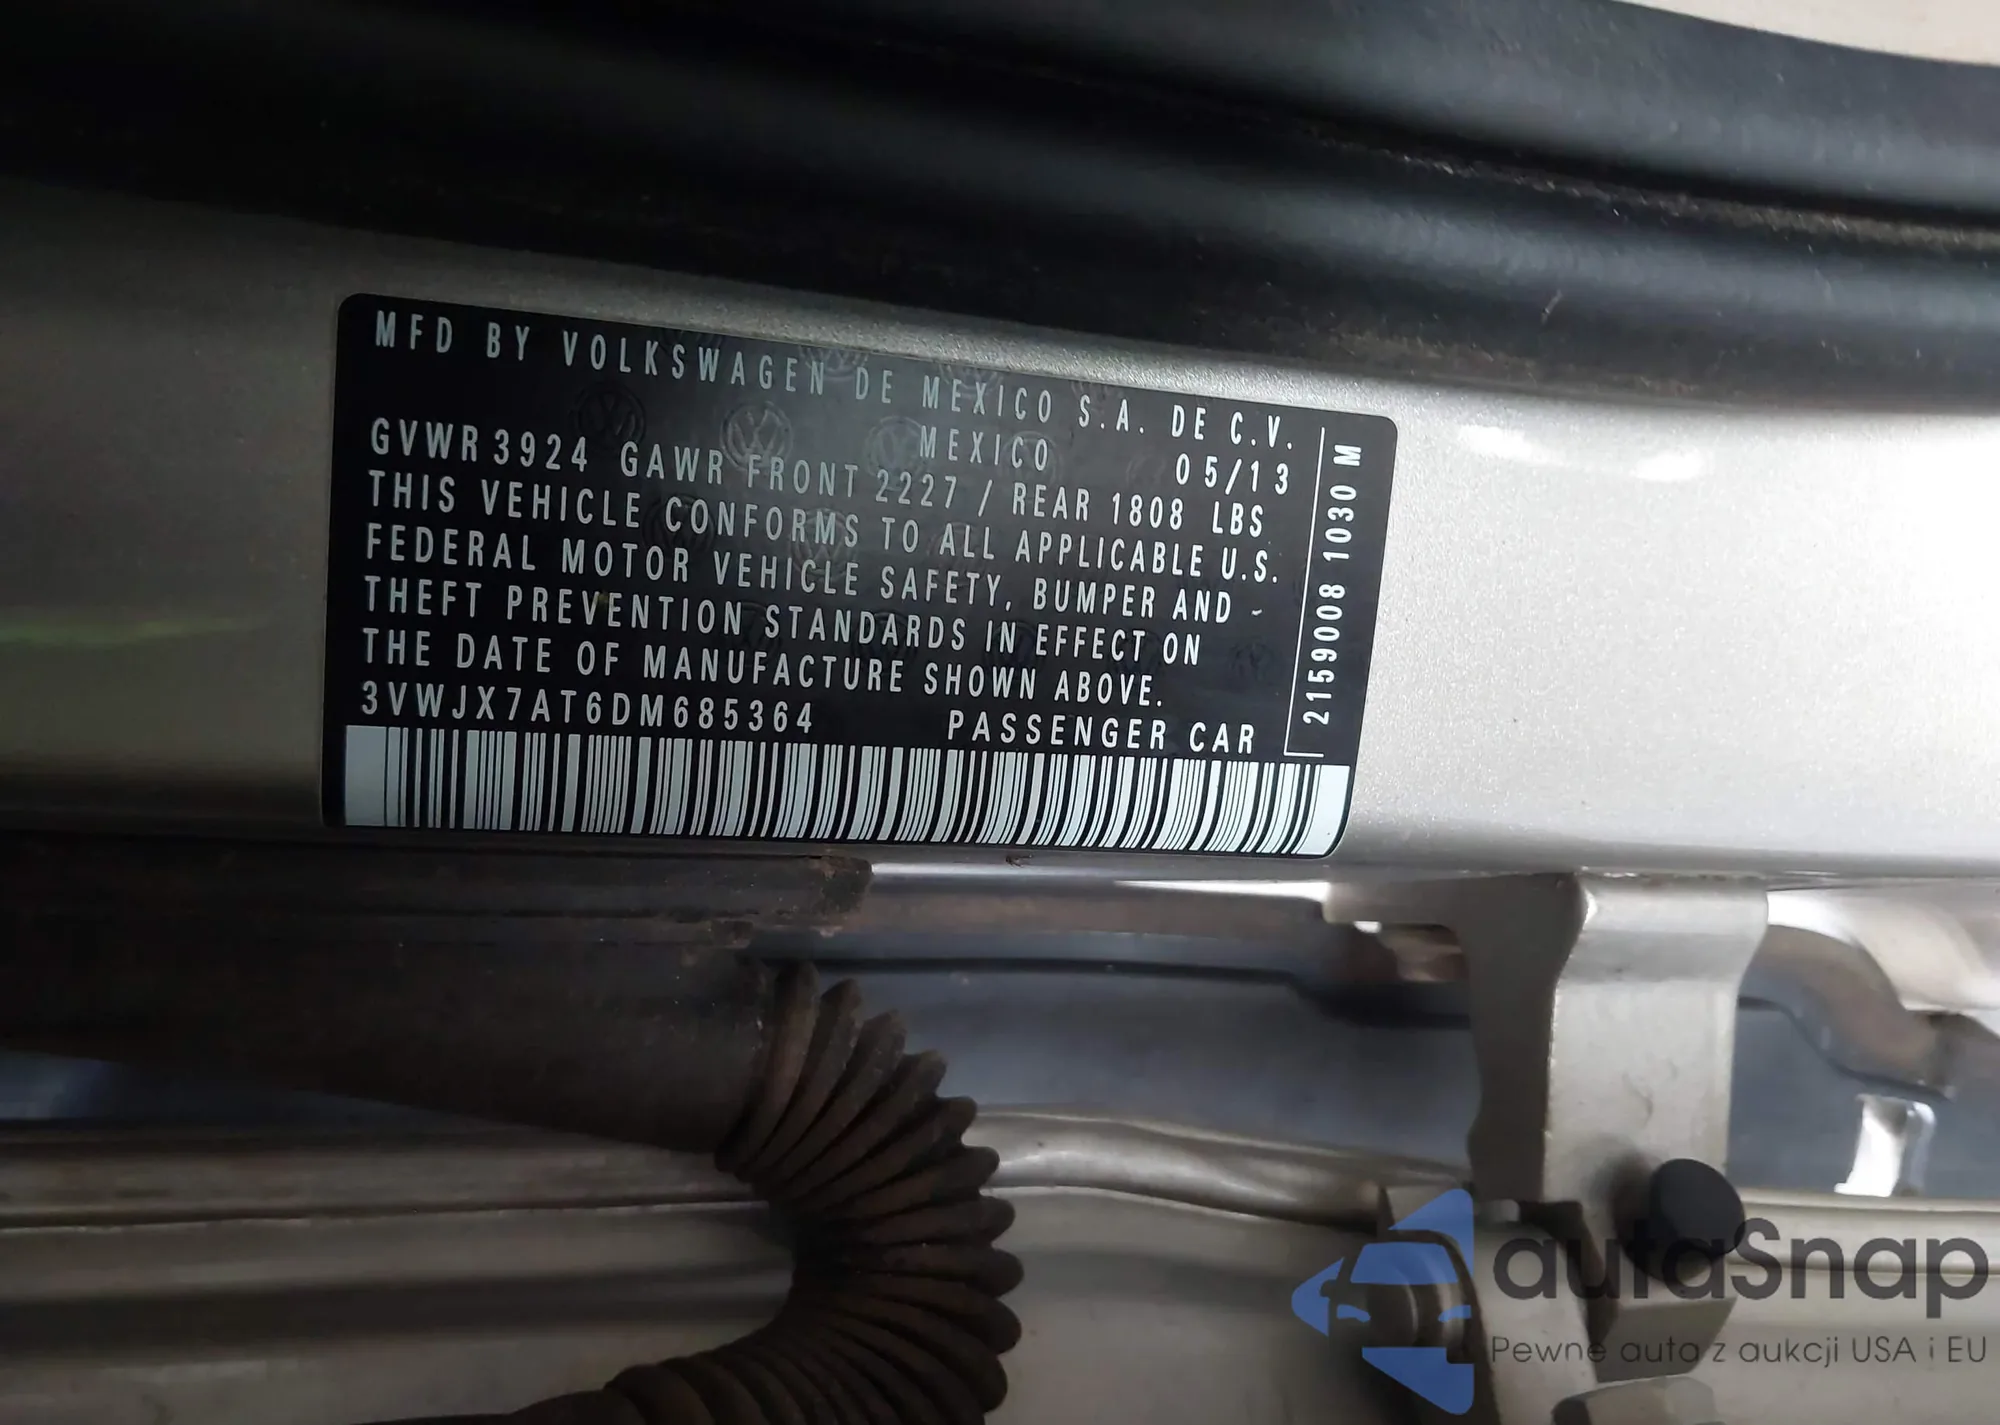 MFD BY VOLKSWAGEN DE MEXICO S.A. DE C.V.
MEXICO 05/13
GVWR 3924 GAWR FRONT 2227 / REAR 1808 LBS
THIS VEHICLE CONFORMS TO ALL APPLICABLE U.S.
FEDERAL MOTOR VEHICLE SAFETY, BUMPER AND -
THEFT PREVENTION STANDARDS IN EFFECT ON
THE DATE OF MANUFACTURE SHOWN ABOVE.
3VWJX7AT6DM685364 PASSENGER CAR
2159008 1030 M
autaSnap
Pewne auta z aukcji USA i EU